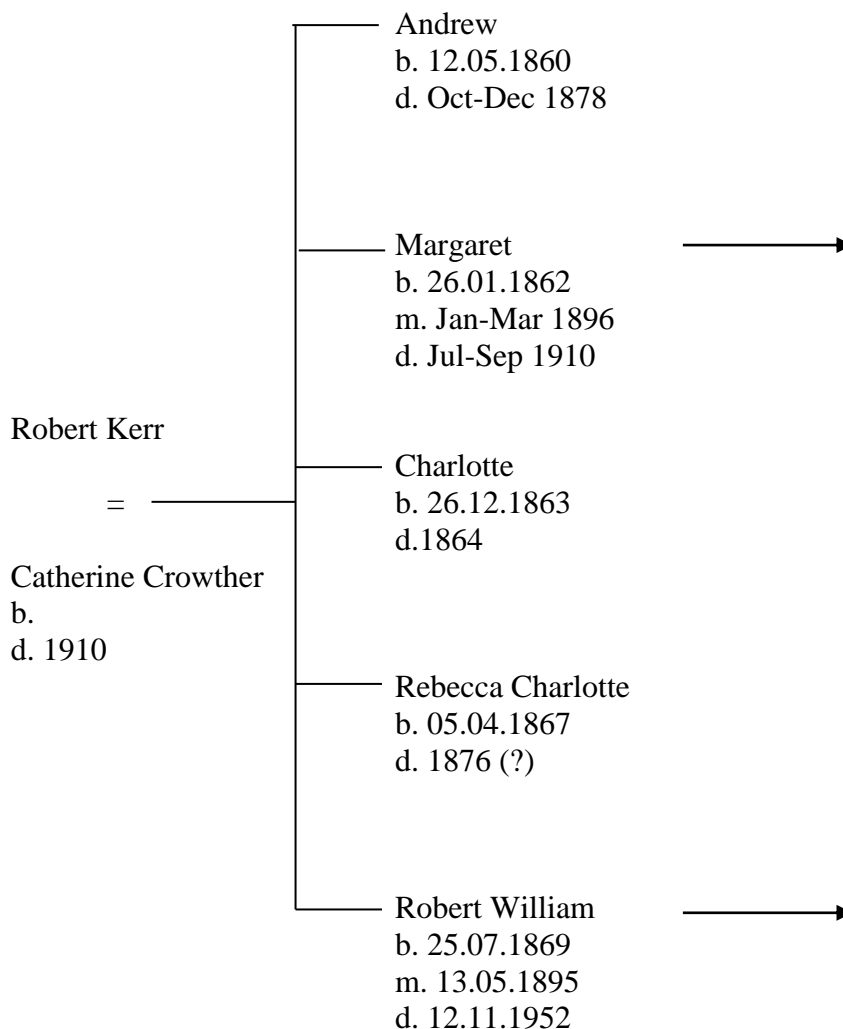 Andrew
b. 12.05.1860
d. Oct-Dec 1878
Margaret
b. 26.01.1862
m. Jan-Mar 1896
d. Jul-Sep 1910
Robert Kerr
=
Catherine Crowther
b.
d. 1910
Charlotte
b. 26.12.1863
d.1864
Rebecca Charlotte
b. 05.04.1867
d. 1876 (?)
Robert William
b. 25.07.1869
m. 13.05.1895
d. 12.11.1952